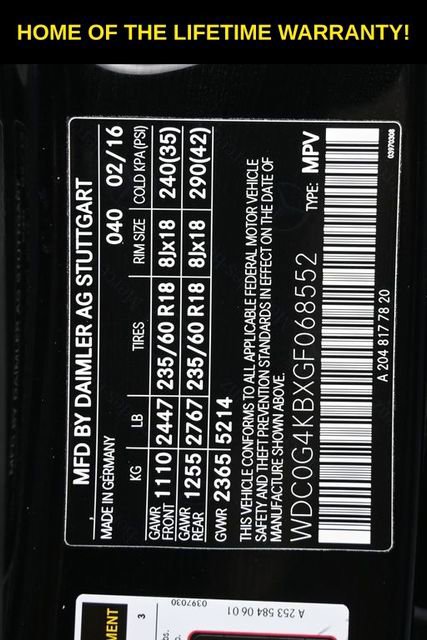 HOME OF THE LIFETIME WARRANTY!
MFD BY DAIMLER AG STUTTGART
MADE IN GERMANY 040 02/16
KG LB TIRES RIM SIZE COLD KPA (PSI)
GAWR FRONT 1110 2447 235/60 R18 8Jx18 240(35)
GAWR REAR 1255 2767 235/60 R18 8Jx18 290(42)
GVWR 2365 5214
THIS VEHICLE CONFORMS TO ALL APPLICABLE FEDERAL MOTOR VEHICLE
SAFETY AND THEFT PREVENTION STANDARDS IN EFFECT ON THE DATE OF
MANUFACTURE SHOWN ABOVE.
WDC0G4KBXGF068552 TYPE: MPV
A 204 817 78 20
03970308
MENT
3
0397030
A 253 584 06 01